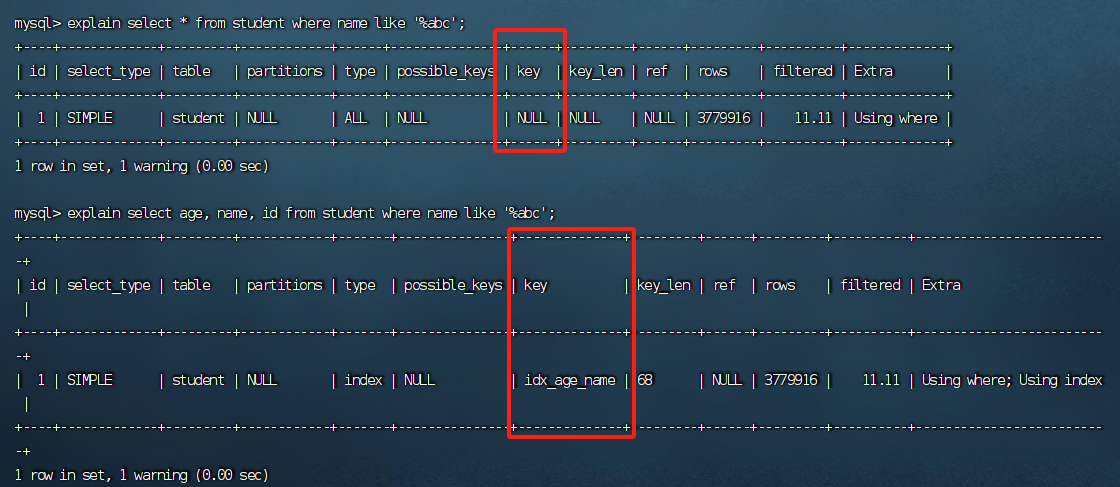 mysql> explain select * from student where name like '%abc';
+----+-------------+---------+------------+------+---------------+------+---------+------+---------+----------+-------------+
| id | select_type | table   | partitions | type | possible_keys | key  | key_len | ref  | rows    | filtered | Extra       |
+----+-------------+---------+------------+------+---------------+------+---------+------+---------+----------+-------------+
|  1 | SIMPLE      | student | NULL       | ALL  | NULL          | NULL | NULL    | NULL | 3779916 |    11.11 | Using where |
+----+-------------+---------+------------+------+---------------+------+---------+------+---------+----------+-------------+
1 row in set, 1 warning (0.00 sec)
mysql> explain select age, name, id from student where name like '%abc';
+----+-------------+---------+------------+-------+---------------+--------------+---------+------+---------+----------+-------------------------
-+
| id | select_type | table   | partitions | type  | possible_keys | key          | key_len | ref  | rows    | filtered | Extra
 |
+----+-------------+---------+------------+-------+---------------+--------------+---------+------+---------+----------+-------------------------
-+
|  1 | SIMPLE      | student | NULL       | index | NULL          | idx_age_name | 68      | NULL | 3779916 |    11.11 | Using where; Using index
 |
+----+-------------+---------+------------+-------+---------------+--------------+---------+------+---------+----------+-------------------------
-+
1 row in set, 1 warning (0.00 sec)